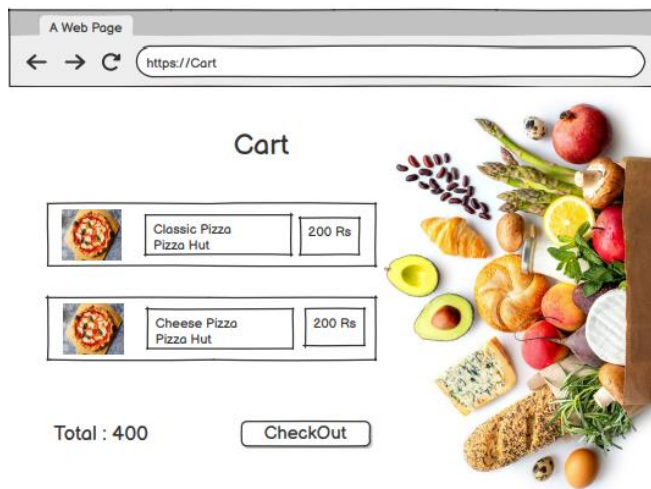 A Web Page
https://Cart
Cart
Classic Pizza
Pizza Hut
200 Rs
Cheese Pizza
Pizza Hut
200 Rs
Total : 400
CheckOut